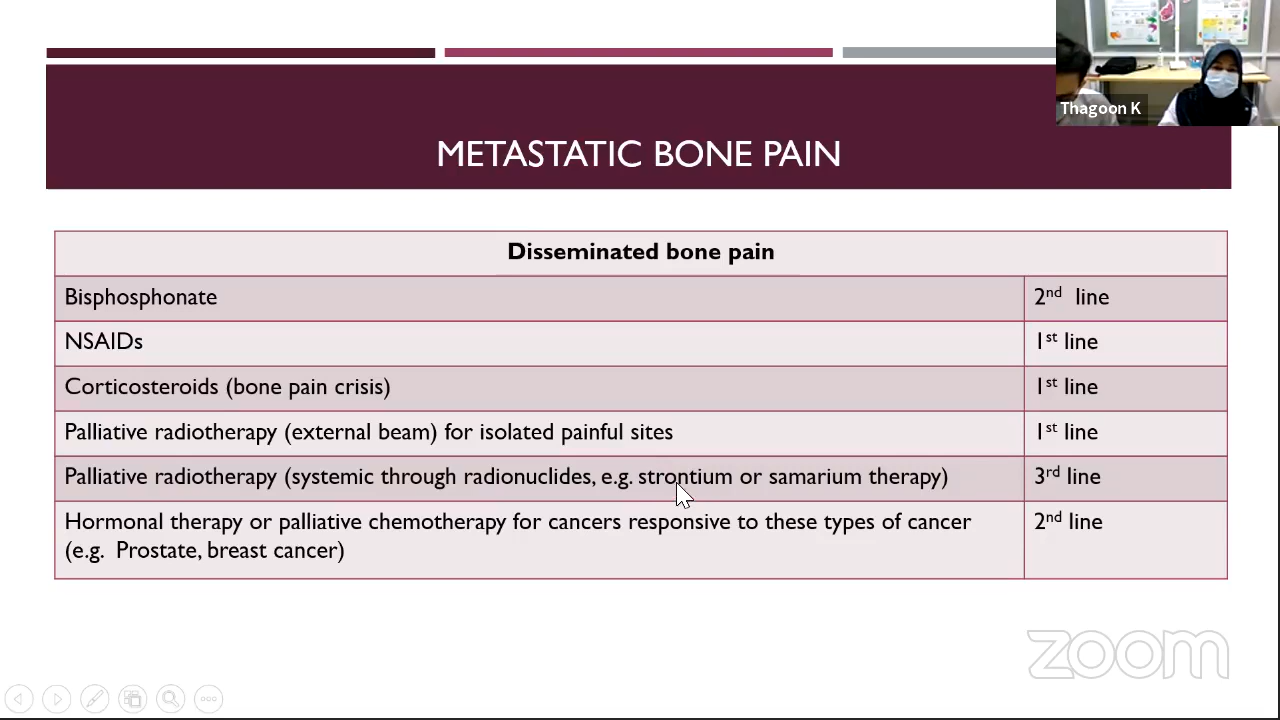 Thagoon K
METASTATIC BONE PAIN
Disseminated bone pain
Bisphosphonate 2nd line
NSAIDs 1st line
Corticosteroids (bone pain crisis) 1st line
Palliative radiotherapy (external beam) for isolated painful sites 1st line
Palliative radiotherapy (systemic through radionuclides, e.g. strontium or samarium therapy) 3rd line
Hormonal therapy or palliative chemotherapy for cancers responsive to these types of cancer 2nd line
(e.g. Prostate, breast cancer)
zoom